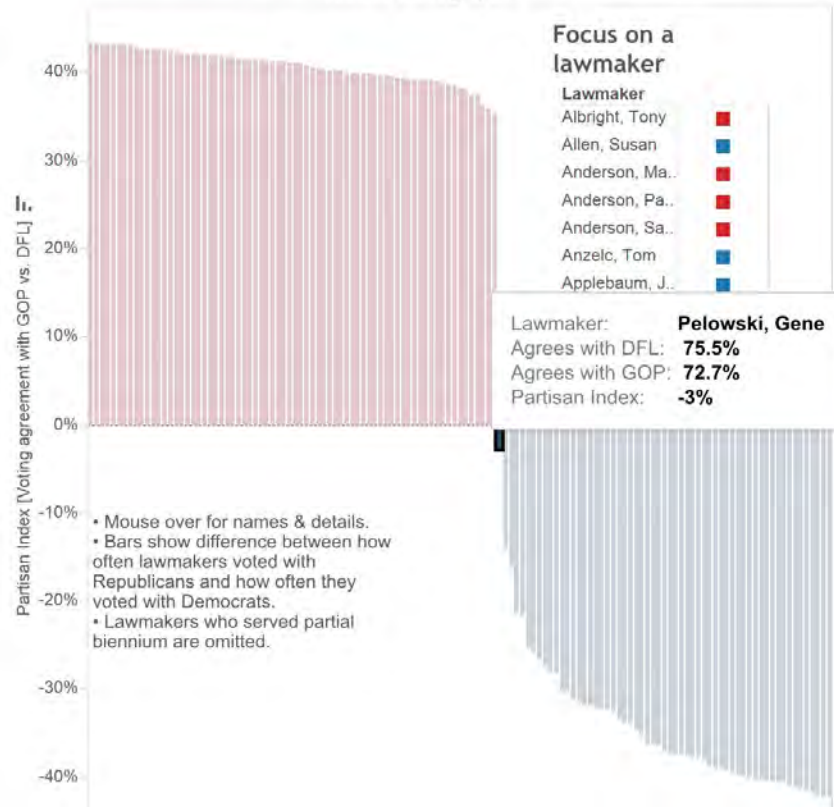 Focus on a
lawmaker
Lawmaker
Albright, Tony
Allen, Susan
Anderson, Ma..
Anderson, Pa..
Anderson, Sa..
Anzelc, Tom
Applebaum, J..
Lawmaker: Pelowski, Gene
Agrees with DFL: 75.5%
Agrees with GOP: 72.7%
Partisan Index: -3%
Partisan Index [Voting agreement with GOP vs. DFL]
40%
30%
20%
10%
0%
-10%
-20%
-30%
-40%
• Mouse over for names & details.
• Bars show difference between how
often lawmakers voted with
Republicans and how often they
voted with Democrats.
• Lawmakers who served partial
biennium are omitted.